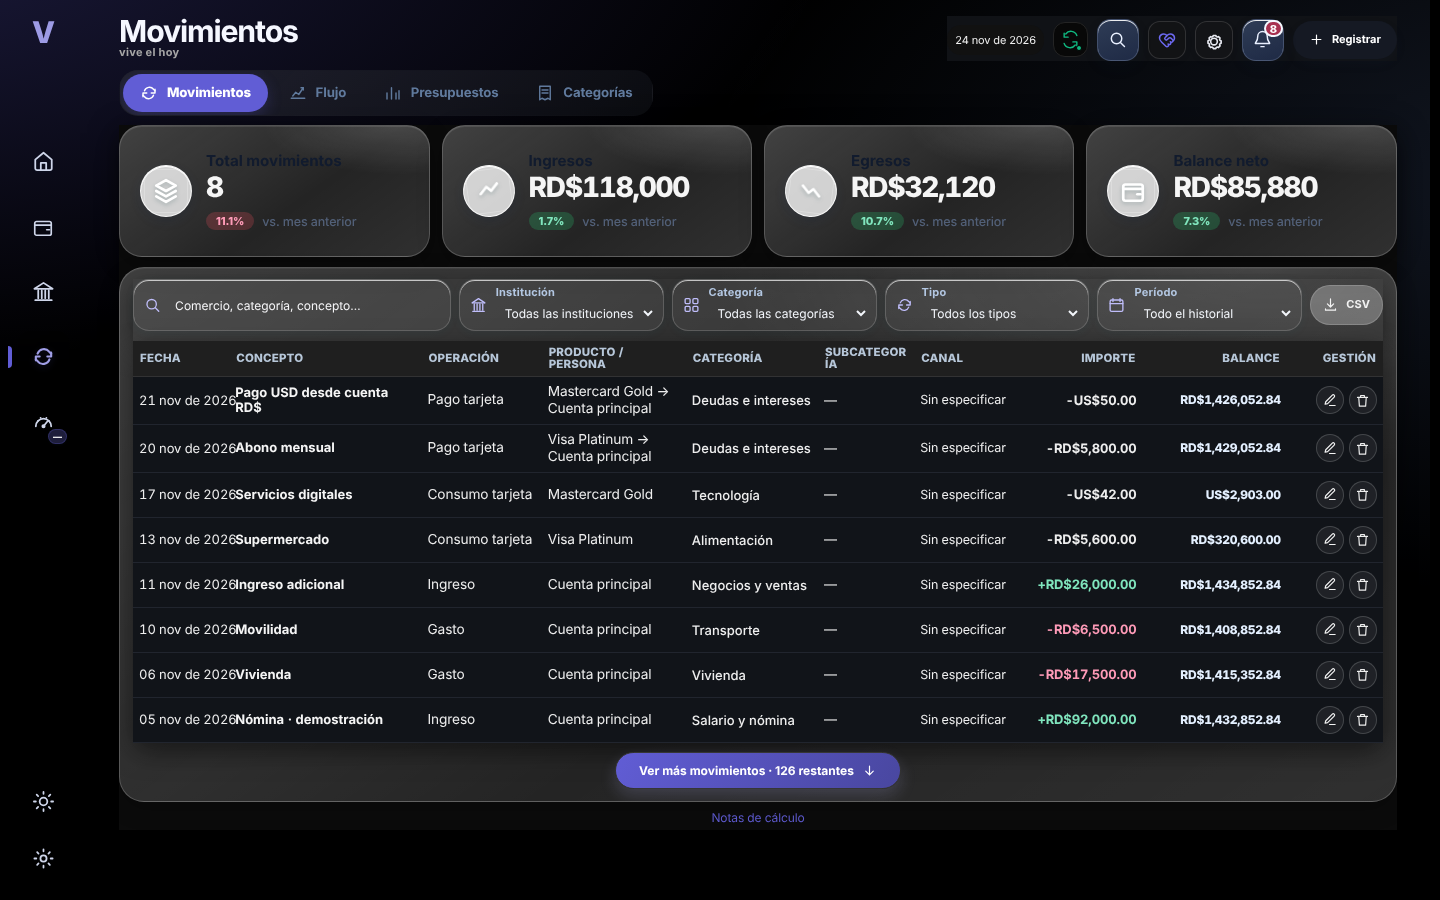 V
Movimientos
vive el hoy
24 nov de 2026
8
Registrar
Movimientos
Flujo
Presupuestos
Categorías
Total movimientos
8
11.1% vs. mes anterior
Ingresos
RD$118,000
1.7% vs. mes anterior
Egresos
RD$32,120
10.7% vs. mes anterior
Balance neto
RD$85,880
7.3% vs. mes anterior
Comercio, categoría, concepto...
Institución
Todas las instituciones
Categoría
Todas las categorías
Tipo
Todos los tipos
Período
Todo el historial
CSV
FECHA CONCEPTO OPERACIÓN PRODUCTO / PERSONA CATEGORÍA SUBCATEGORÍA CANAL IMPORTE BALANCE GESTIÓN
21 nov de 2026 Pago USD desde cuenta RD$ Pago tarjeta Mastercard Gold → Cuenta principal Deudas e intereses — Sin especificar -US$50.00 RD$1,426,052.84
20 nov de 2026 Abono mensual Pago tarjeta Visa Platinum → Cuenta principal Deudas e intereses — Sin especificar -RD$5,800.00 RD$1,429,052.84
17 nov de 2026 Servicios digitales Consumo tarjeta Mastercard Gold Tecnología — Sin especificar -US$42.00 US$2,903.00
13 nov de 2026 Supermercado Consumo tarjeta Visa Platinum Alimentación — Sin especificar -RD$5,600.00 RD$320,600.00
11 nov de 2026 Ingreso adicional Ingreso Cuenta principal Negocios y ventas — Sin especificar +RD$26,000.00 RD$1,434,852.84
10 nov de 2026 Movilidad Gasto Cuenta principal Transporte — Sin especificar -RD$6,500.00 RD$1,408,852.84
06 nov de 2026 Vivienda Gasto Cuenta principal Vivienda — Sin especificar -RD$17,500.00 RD$1,415,352.84
05 nov de 2026 Nómina · demostración Ingreso Cuenta principal Salario y nómina — Sin especificar +RD$92,000.00 RD$1,432,852.84
Ver más movimientos · 126 restantes ↓
Notas de cálculo